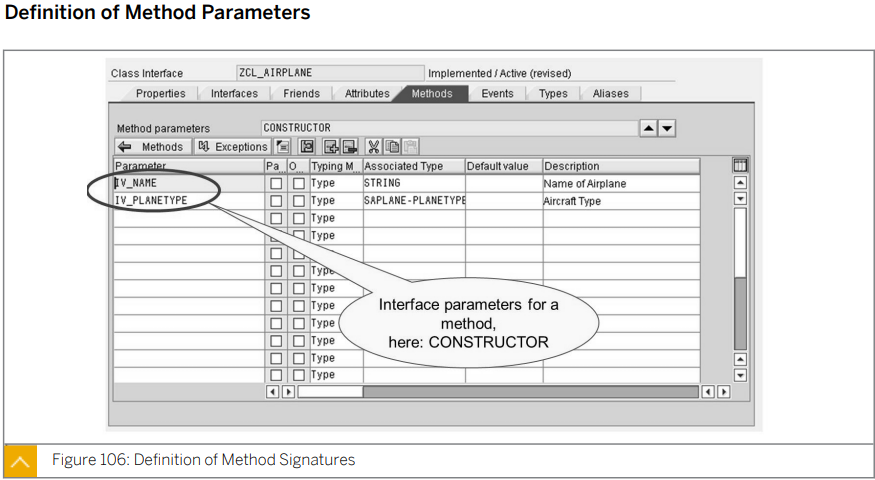 Definition of Method Parameters
Class Interface ZCL_AIRPLANE Implemented / Active (revised)
Properties Interfaces Friends Attributes Methods Events Types Aliases
Method parameters CONSTRUCTOR
Methods Exceptions
Parameter Pa... O... Typing M... Associated Type Default value Description
IV_NAME Type STRING Name of Airplane
IV_PLANETYPE Type SAPLANE-PLANETYPE Aircraft Type
Type
Type
Type
Type
Type
Type
Type
Type
Type
Interface parameters for a
method,
here: CONSTRUCTOR
Figure 106: Definition of Method Signatures